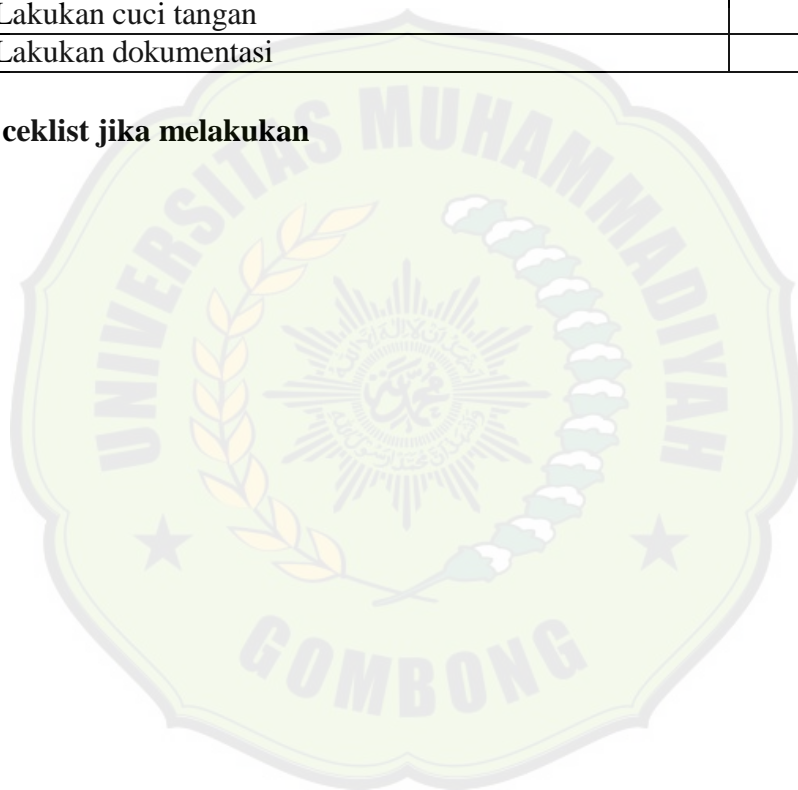 Lakukan cuci tangan
Lakukan dokumentasi
ceklist jika melakukan
UNIVERSITAS MUHAMMADIYAH
GOMBONG